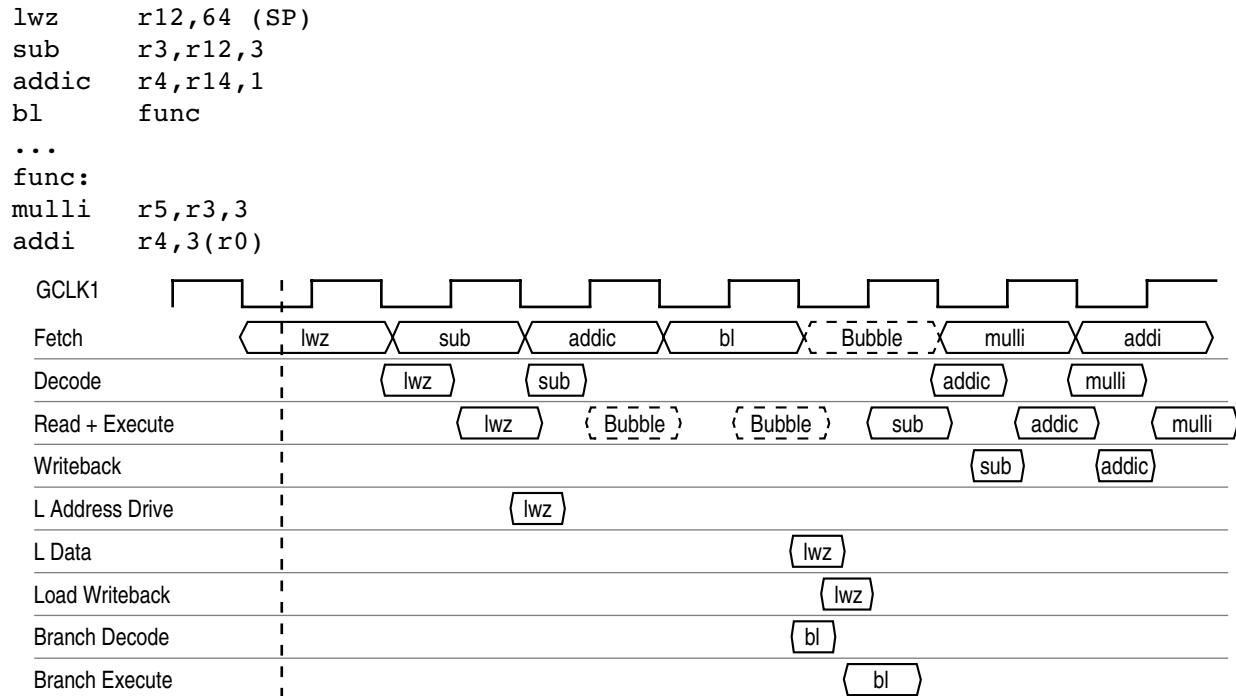 lwz r12,64 (SP)
sub r3,r12,3
addic r4,r14,1
bl func
...
func:
mulli r5,r3,3
addi r4,3(r0)
GCLK1
Fetch lwz sub addic bl Bubble mulli addi
Decode lwz sub addic mulli
Read + Execute lwz Bubble Bubble sub addic mulli
Writeback sub addic
L Address Drive lwz
L Data lwz
Load Writeback lwz
Branch Decode bl
Branch Execute bl